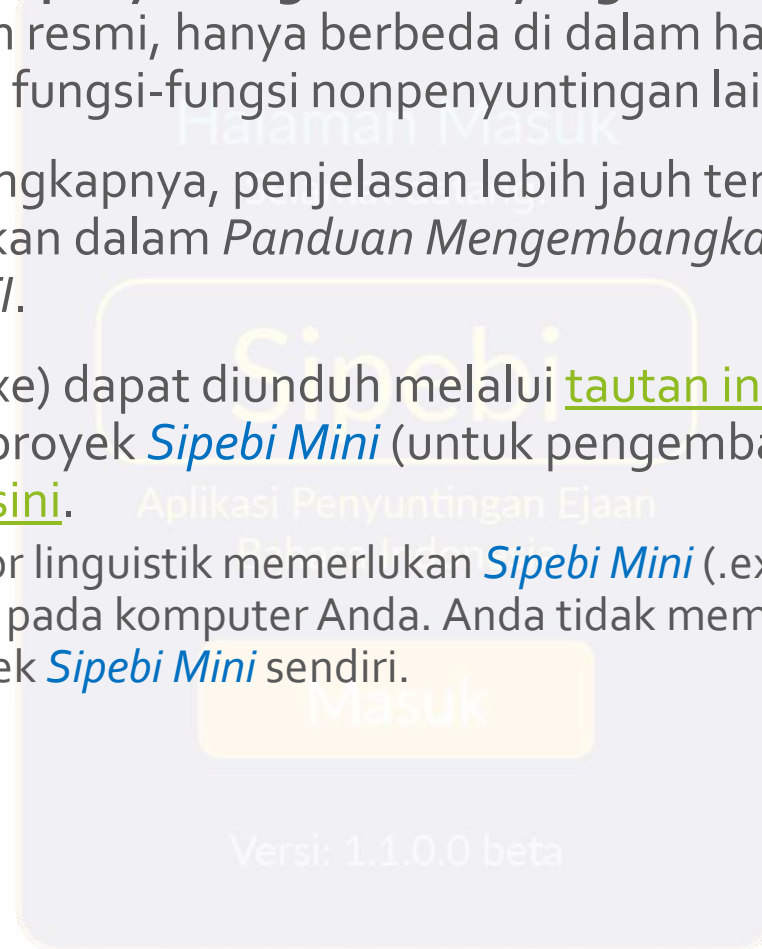 n resmi, hanya berbeda di dalam ha
fungsi-fungsi nonpenyuntingan lai
Halaman Masuk
ngkapnya, penjelasan lebih jauh ter
kan dalam Panduan Mengembangka
I.
Sipebi
xe) dapat diunduh melalui tautan in
proyek Sipebi Mini (untuk pengemba
sini.
Aplikasi Penyuntingan Ejaan
Bahasa Indonesia
or linguistik memerlukan Sipebi Mini (.ex
pada komputer Anda. Anda tidak mem
ek Sipebi Mini sendiri.
Masuk
Versi: 1.1.0.0 beta